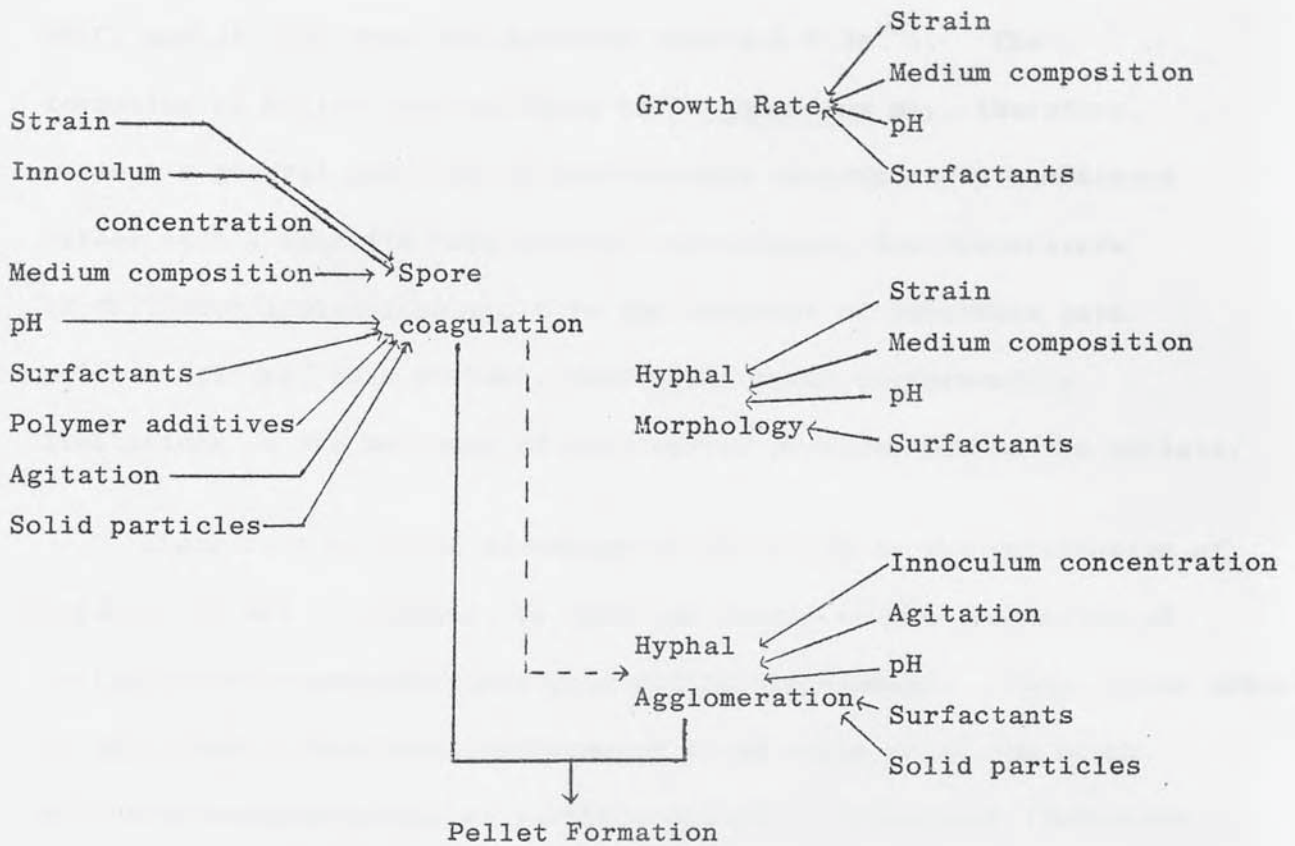 Strain
Innoculum
concentration
Medium composition
pH
Surfactants
Polymer additives
Agitation
Solid particles
Spore
coagulation
Growth Rate
Strain
Medium composition
pH
Surfactants
Hyphal
Morphology
Strain
Medium composition
pH
Surfactants
Hyphal
Agglomeration
Innoculum concentration
Agitation
pH
Surfactants
Solid particles
Pellet Formation